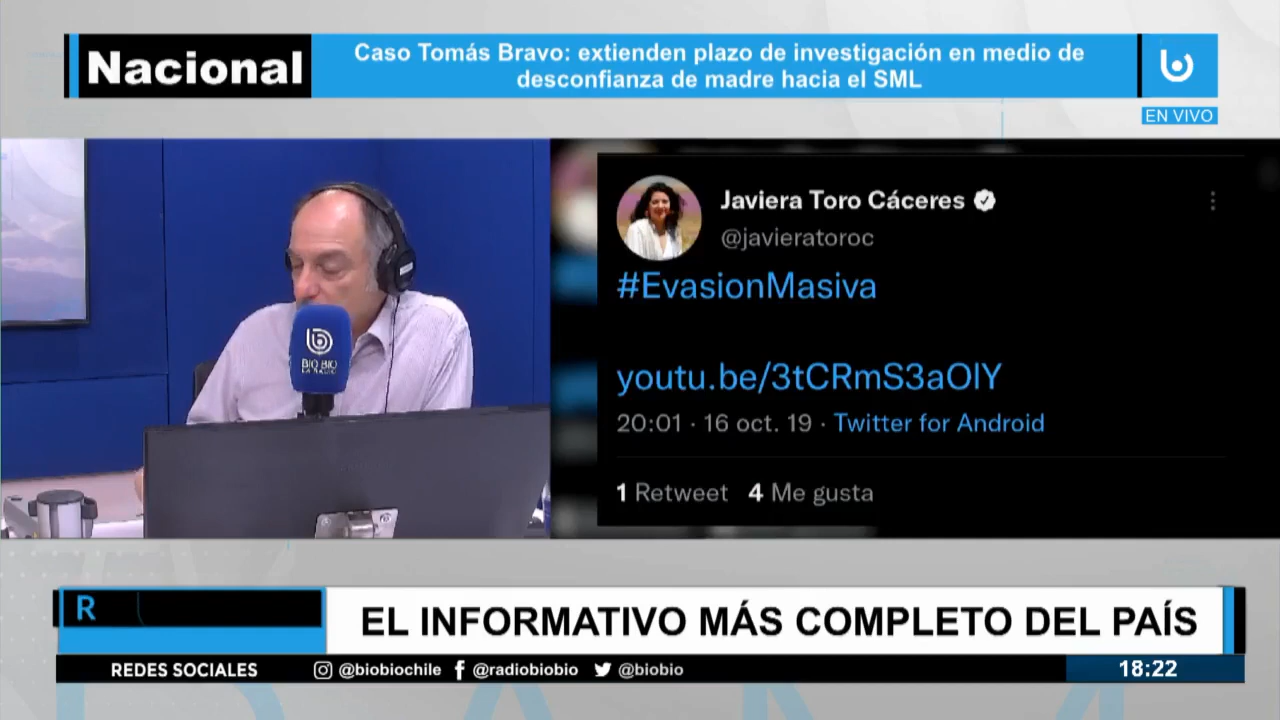 Nacional
Caso Tomás Bravo: extienden plazo de investigación en medio de
desconfianza de madre hacia el SML
EN VIVO
Javiera Toro Cáceres
@javieratoroc
#EvasionMasiva
youtu.be/3tCRmS3aOlY
20:01 · 16 oct. 19 · Twitter for Android
1 Retweet 4 Me gusta
BIO BIO
R
EL INFORMATIVO MÁS COMPLETO DEL PAÍS
REDES SOCIALES @biobiochile @radiobiobio @biobio
18:22